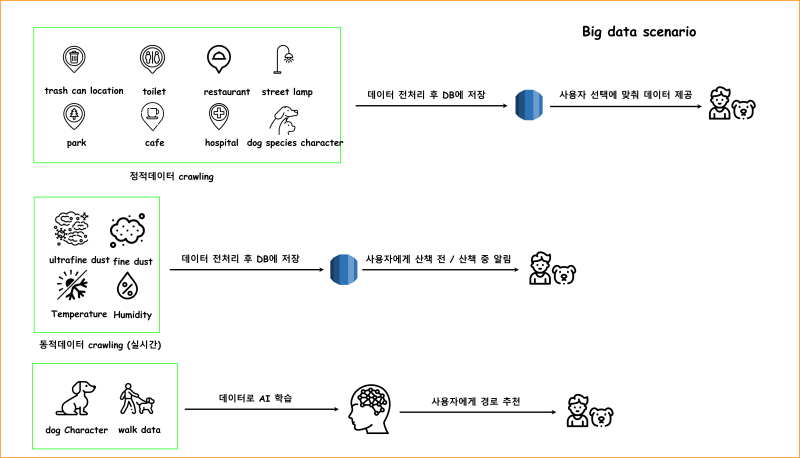 Big data scenario
trash can location
toilet
restaurant
street lamp
park
cafe
hospital
dog species character
정적데이터 crawling
데이터 전처리 후 DB에 저장
사용자 선택에 맞춰 데이터 제공
ultrafine dust
fine dust
Temperature
Humidity
동적데이터 crawling (실시간)
데이터 전처리 후 DB에 저장
사용자에게 산책 전 / 산책 중 알림
dog Character
walk data
데이터로 AI 학습
사용자에게 경로 추천